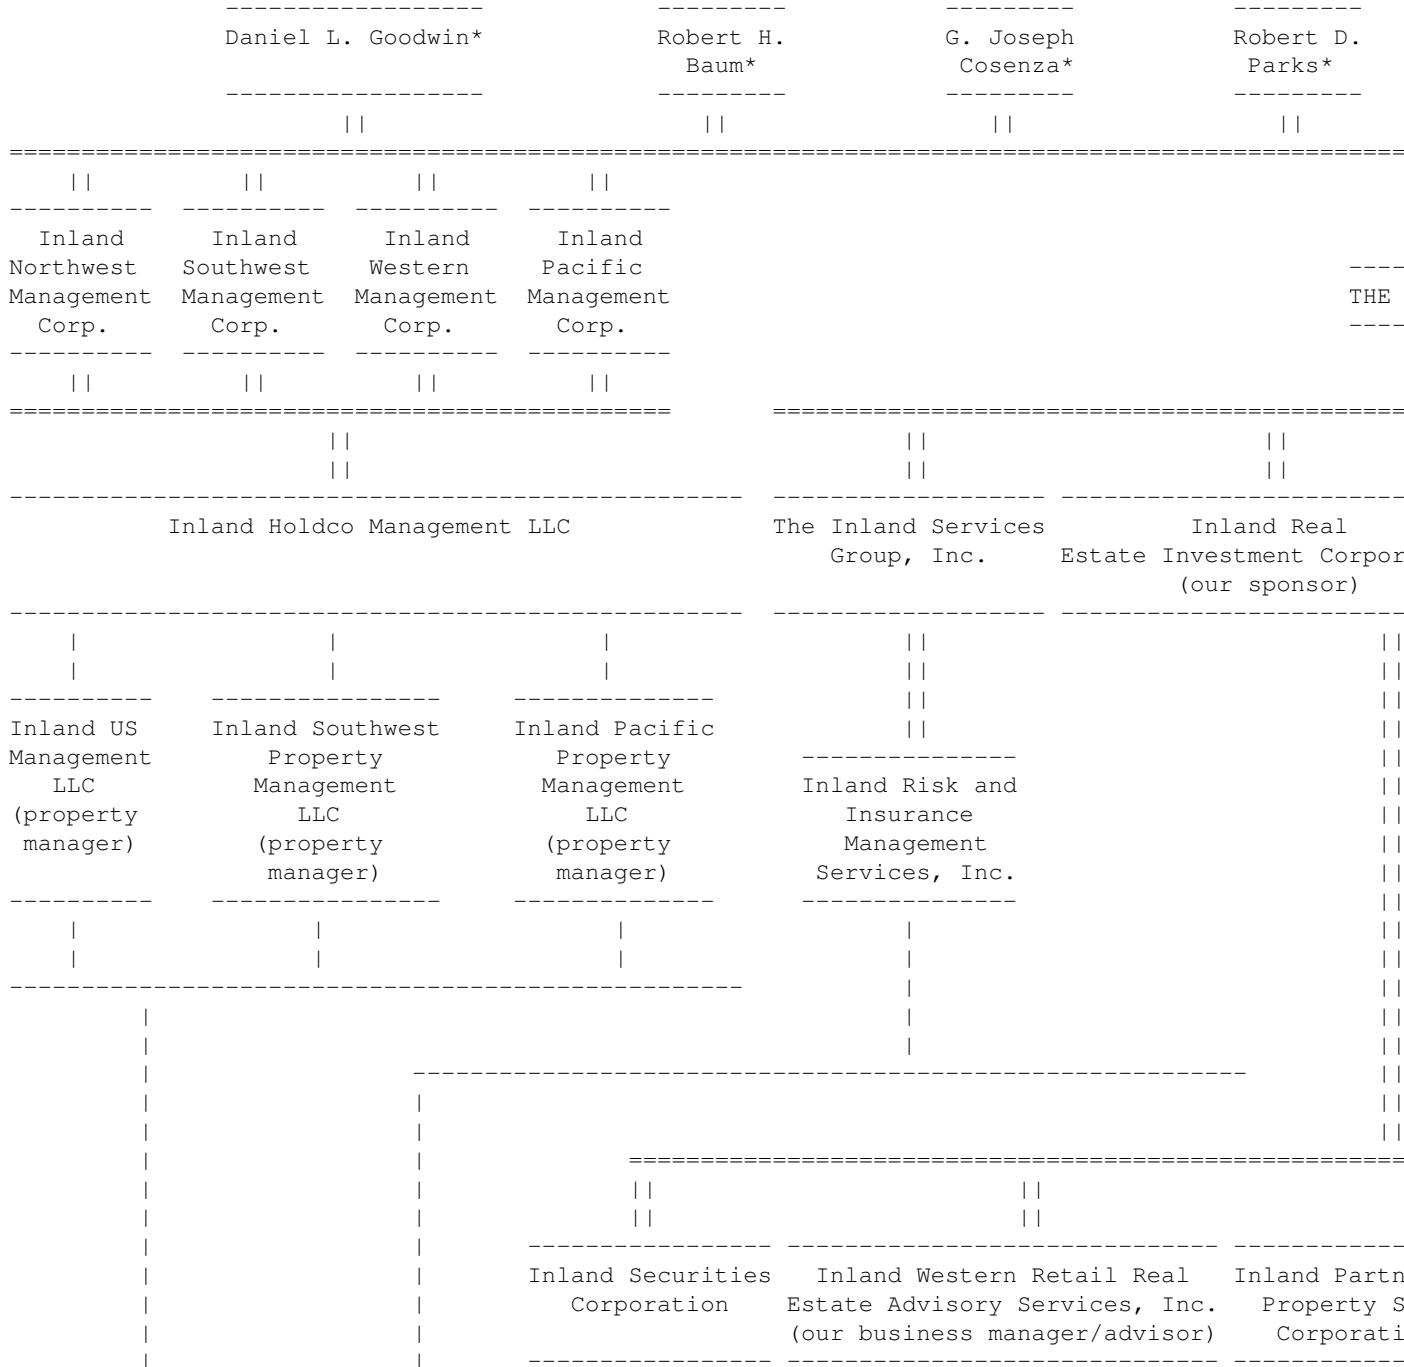 Daniel L. Goodwin* Robert H. G. Joseph Robert D.
Baum* Cosenza* Parks*
Inland Inland Inland Inland
Northwest Southwest Western Pacific
Management Management Management Management THE
Corp. Corp. Corp. Corp.
Inland Holdco Management LLC The Inland Services Inland Real
Group, Inc. Estate Investment Corpor
(our sponsor)
Inland US Inland Southwest Inland Pacific
Management Property Property
LLC Management Management Inland Risk and
(property LLC LLC Insurance
manager) (property (property Management
manager) manager) Services, Inc.
Inland Securities Inland Western Retail Real Inland Partn
Corporation Estate Advisory Services, Inc. Property S
(our business manager/advisor) Corporati